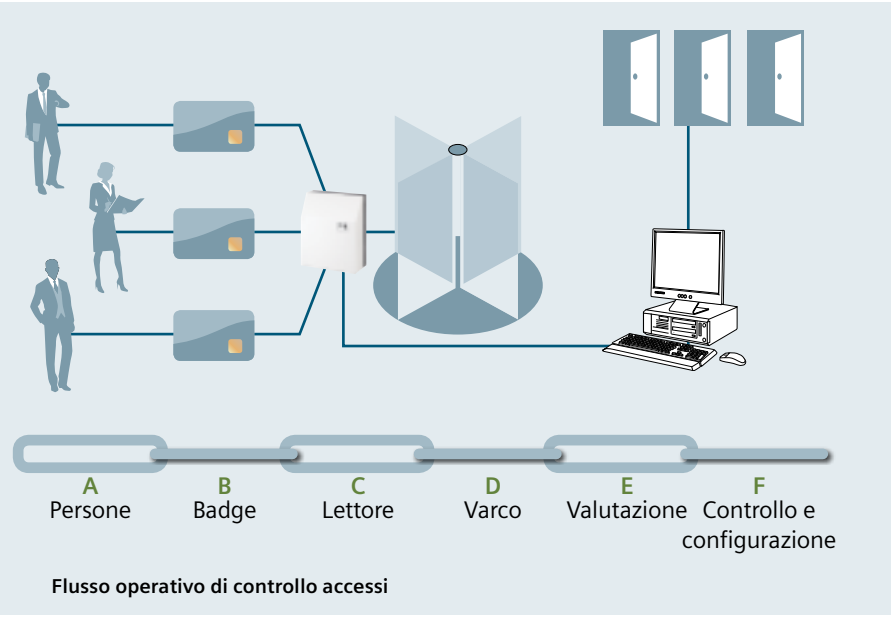 A B C D E F
Persone Badge Lettore Varco Valutazione Controllo e
configurazione
Flusso operativo di controllo accessi